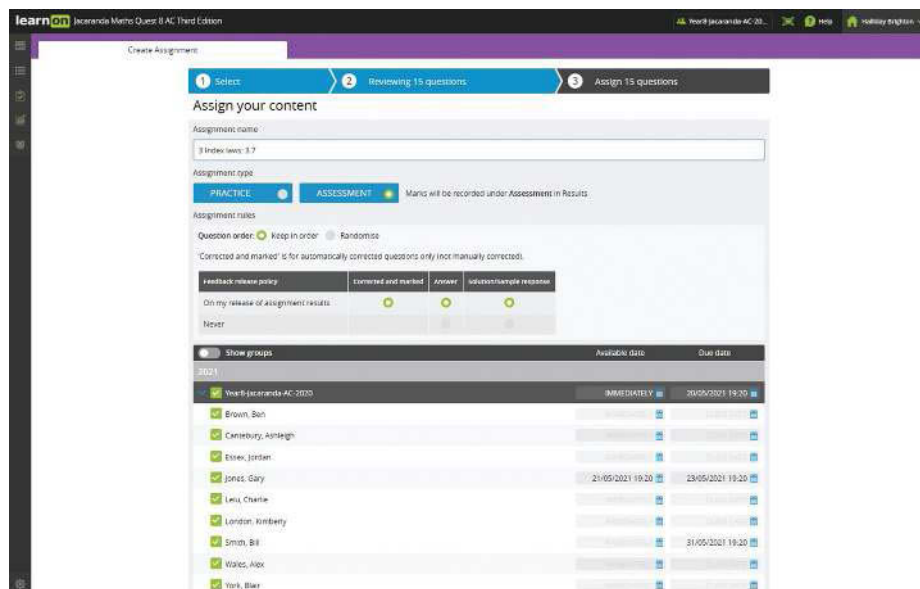 learn on Jacaranda Maths Quest 8 AC Third Edition
Year8-Jacaranda-AC-20... Help Halliday Brighton
Create Assignment
1 Select 2 Reviewing 15 questions 3 Assign 15 questions
Assign your content
Assignment name
3 Index laws: 3.7
Assignment type
PRACTICE ASSESSMENT Marks will be recorded under Assessment in Results
Assignment rules
Question order: Keep in order Randomise
'Corrected and marked' is for automatically corrected questions only (not manually corrected).
Feedback release policy Corrected and marked Answer Solution/Sample response
On my release of assignment results
Never
Show groups Available date Due date
2021
Year8-Jacaranda-AC-2020 IMMEDIATELY 20/05/2021 19:20
Brown, Ben
Cantebury, Ashleigh
Essex, Jordan
Jones, Gary 21/05/2021 19:20 23/05/2021 19:20
Charlie
London, Kimberly
Smith, Bill 31/05/2021 19:20
Wales, Alex
York, Blair